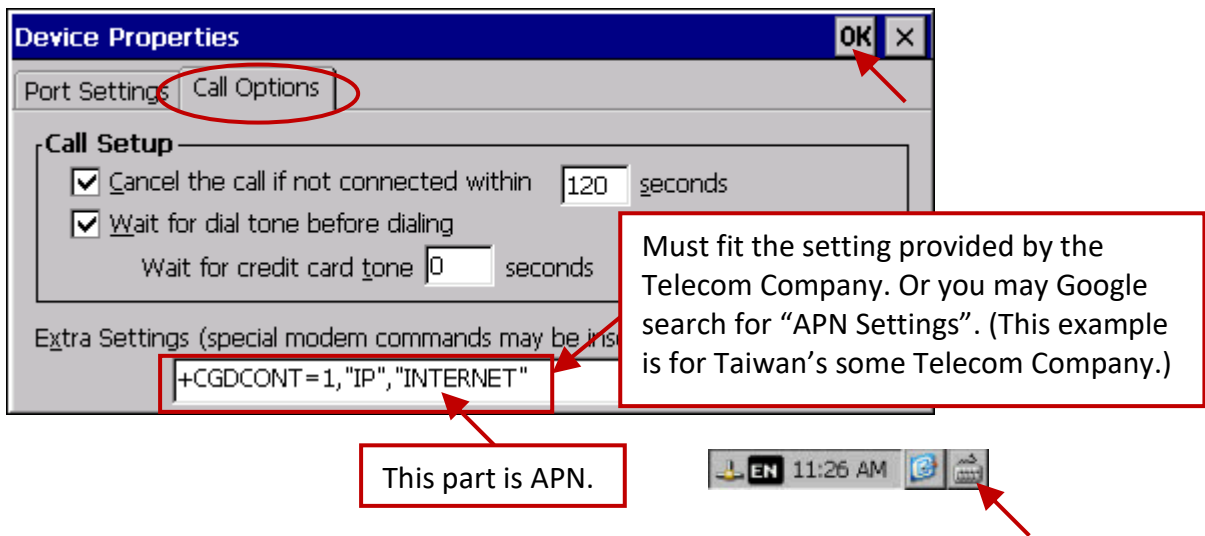 Device Properties
OK
Port Settings
Call Options
Call Setup
Cancel the call if not connected within 120 seconds
Wait for dial tone before dialing
Wait for credit card tone 0 seconds
Must fit the setting provided by the
Telecom Company. Or you may Google
search for “APN Settings”. (This example
is for Taiwan’s some Telecom Company.)
Extra Settings (special modem commands may be
+CGDCONT=1,"IP","INTERNET"
This part is APN.
EN 11:26 AM